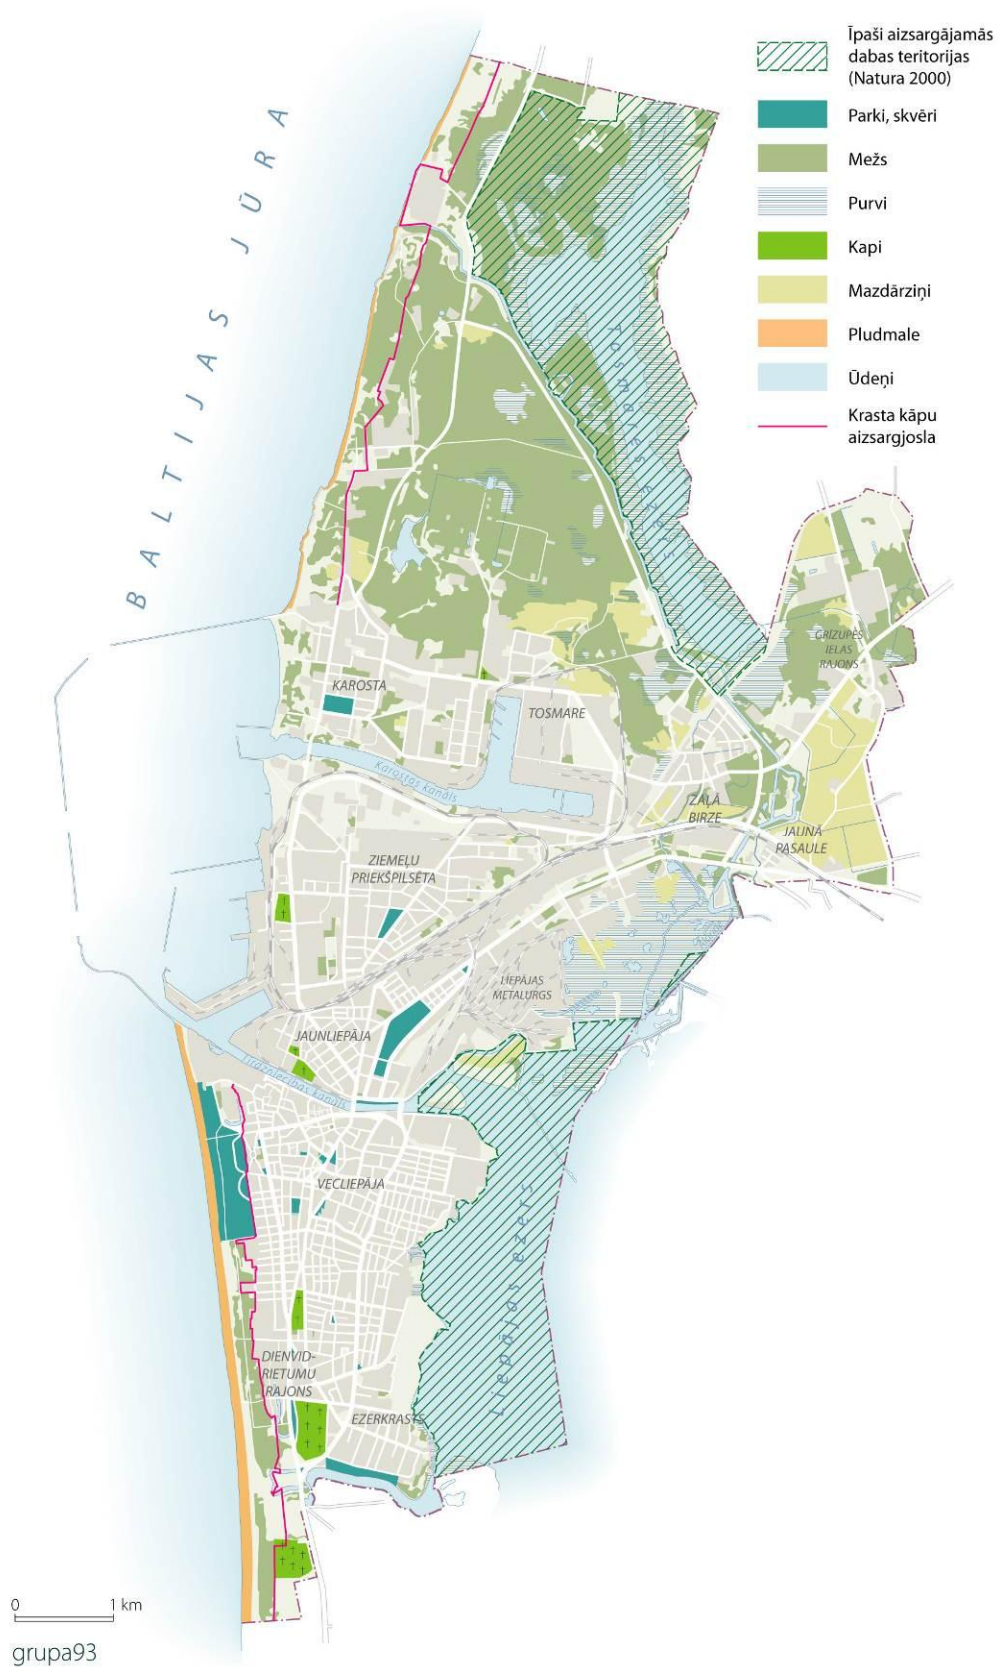 Īpaši aizsargājamās
dabas teritorijas
(Natura 2000)
Parki, skvēri
Mežs
Purvi
Kapi
Mazdārziņi
Pludmale
Ūdeņi
Krasta kāpu
aizsargjosla
BALTIJAS JŪRA
Tosmares ezers
GRĪZUPES
IELAS
RAJONS
KAROSTA
TOSMARE
Karostas kanāls
ZAĻĀ
BIRZE
JAUNĀ
PASAULE
ZIEMEĻU
PRIEKŠPILSĒTA
LIEPĀJAS
METALURGS
JAUNLIEPĀJA
Tirdzniecības kanāls
VECLIEPĀJA
Liepājas ezers
DIENVID-
RIETUMU
RAJONS
EZERKRASTS
0 1 km
grupa93